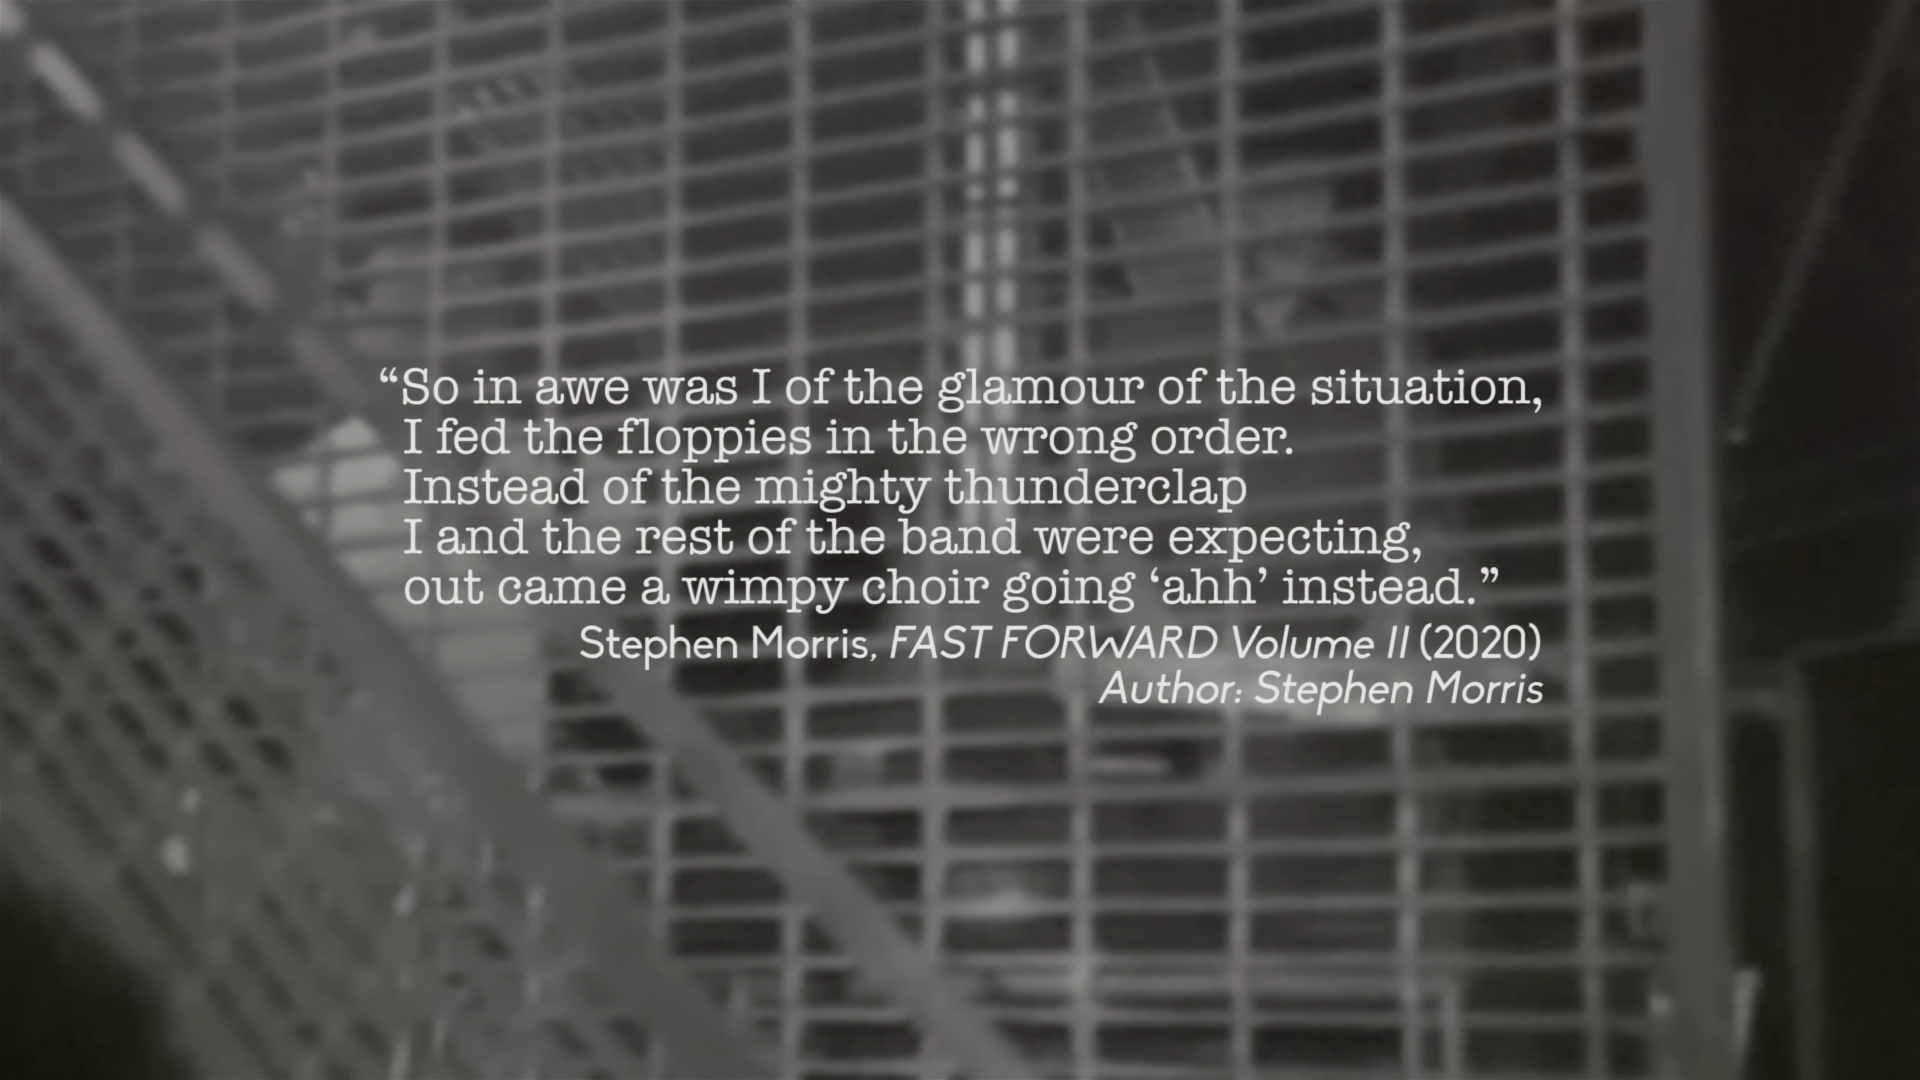 “So in awe was I of the glamour of the situation,
I fed the floppies in the wrong order.
Instead of the mighty thunderclap
I and the rest of the band were expecting,
out came a wimpy choir going ‘ahh’ instead.”
Stephen Morris, FAST FORWARD Volume II (2020)
Author: Stephen Morris